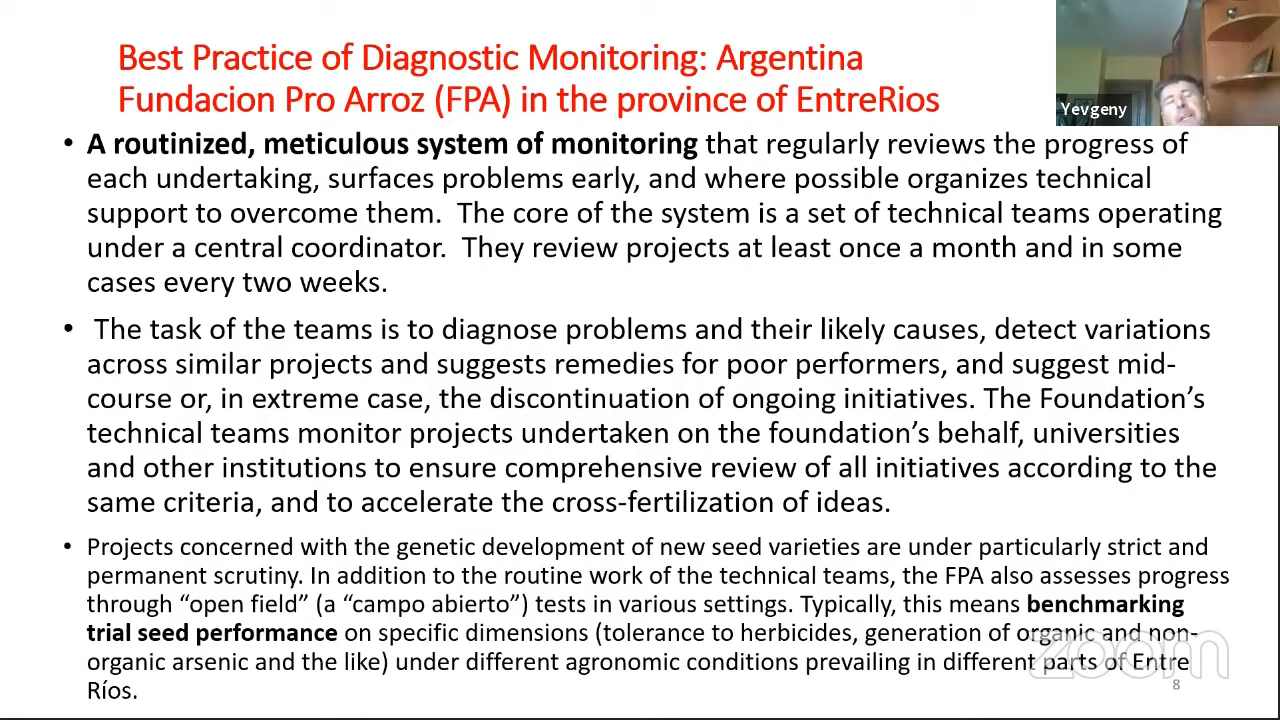 Best Practice of Diagnostic Monitoring: Argentina
Fundacion Pro Arroz (FPA) in the province of EntreRios
Yevgeny
• A routinized, meticulous system of monitoring that regularly reviews the progress of
each undertaking, surfaces problems early, and where possible organizes technical
support to overcome them. The core of the system is a set of technical teams operating
under a central coordinator. They review projects at least once a month and in some
cases every two weeks.
• The task of the teams is to diagnose problems and their likely causes, detect variations
across similar projects and suggests remedies for poor performers, and suggest mid-
course or, in extreme case, the discontinuation of ongoing initiatives. The Foundation’s
technical teams monitor projects undertaken on the foundation’s behalf, universities
and other institutions to ensure comprehensive review of all initiatives according to the
same criteria, and to accelerate the cross-fertilization of ideas.
• Projects concerned with the genetic development of new seed varieties are under particularly strict and
permanent scrutiny. In addition to the routine work of the technical teams, the FPA also assesses progress
through “open field” (a “campo abierto”) tests in various settings. Typically, this means benchmarking
trial seed performance on specific dimensions (tolerance to herbicides, generation of organic and non-
organic arsenic and the like) under different agronomic conditions prevailing in different parts of Entre
Ríos.
zoom
8